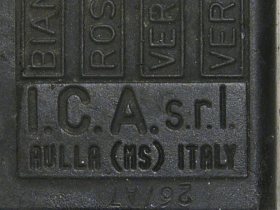 BIAN
ROS
VER
VER
I.C.A. s.r.l.
AULLA (MS) ITALY